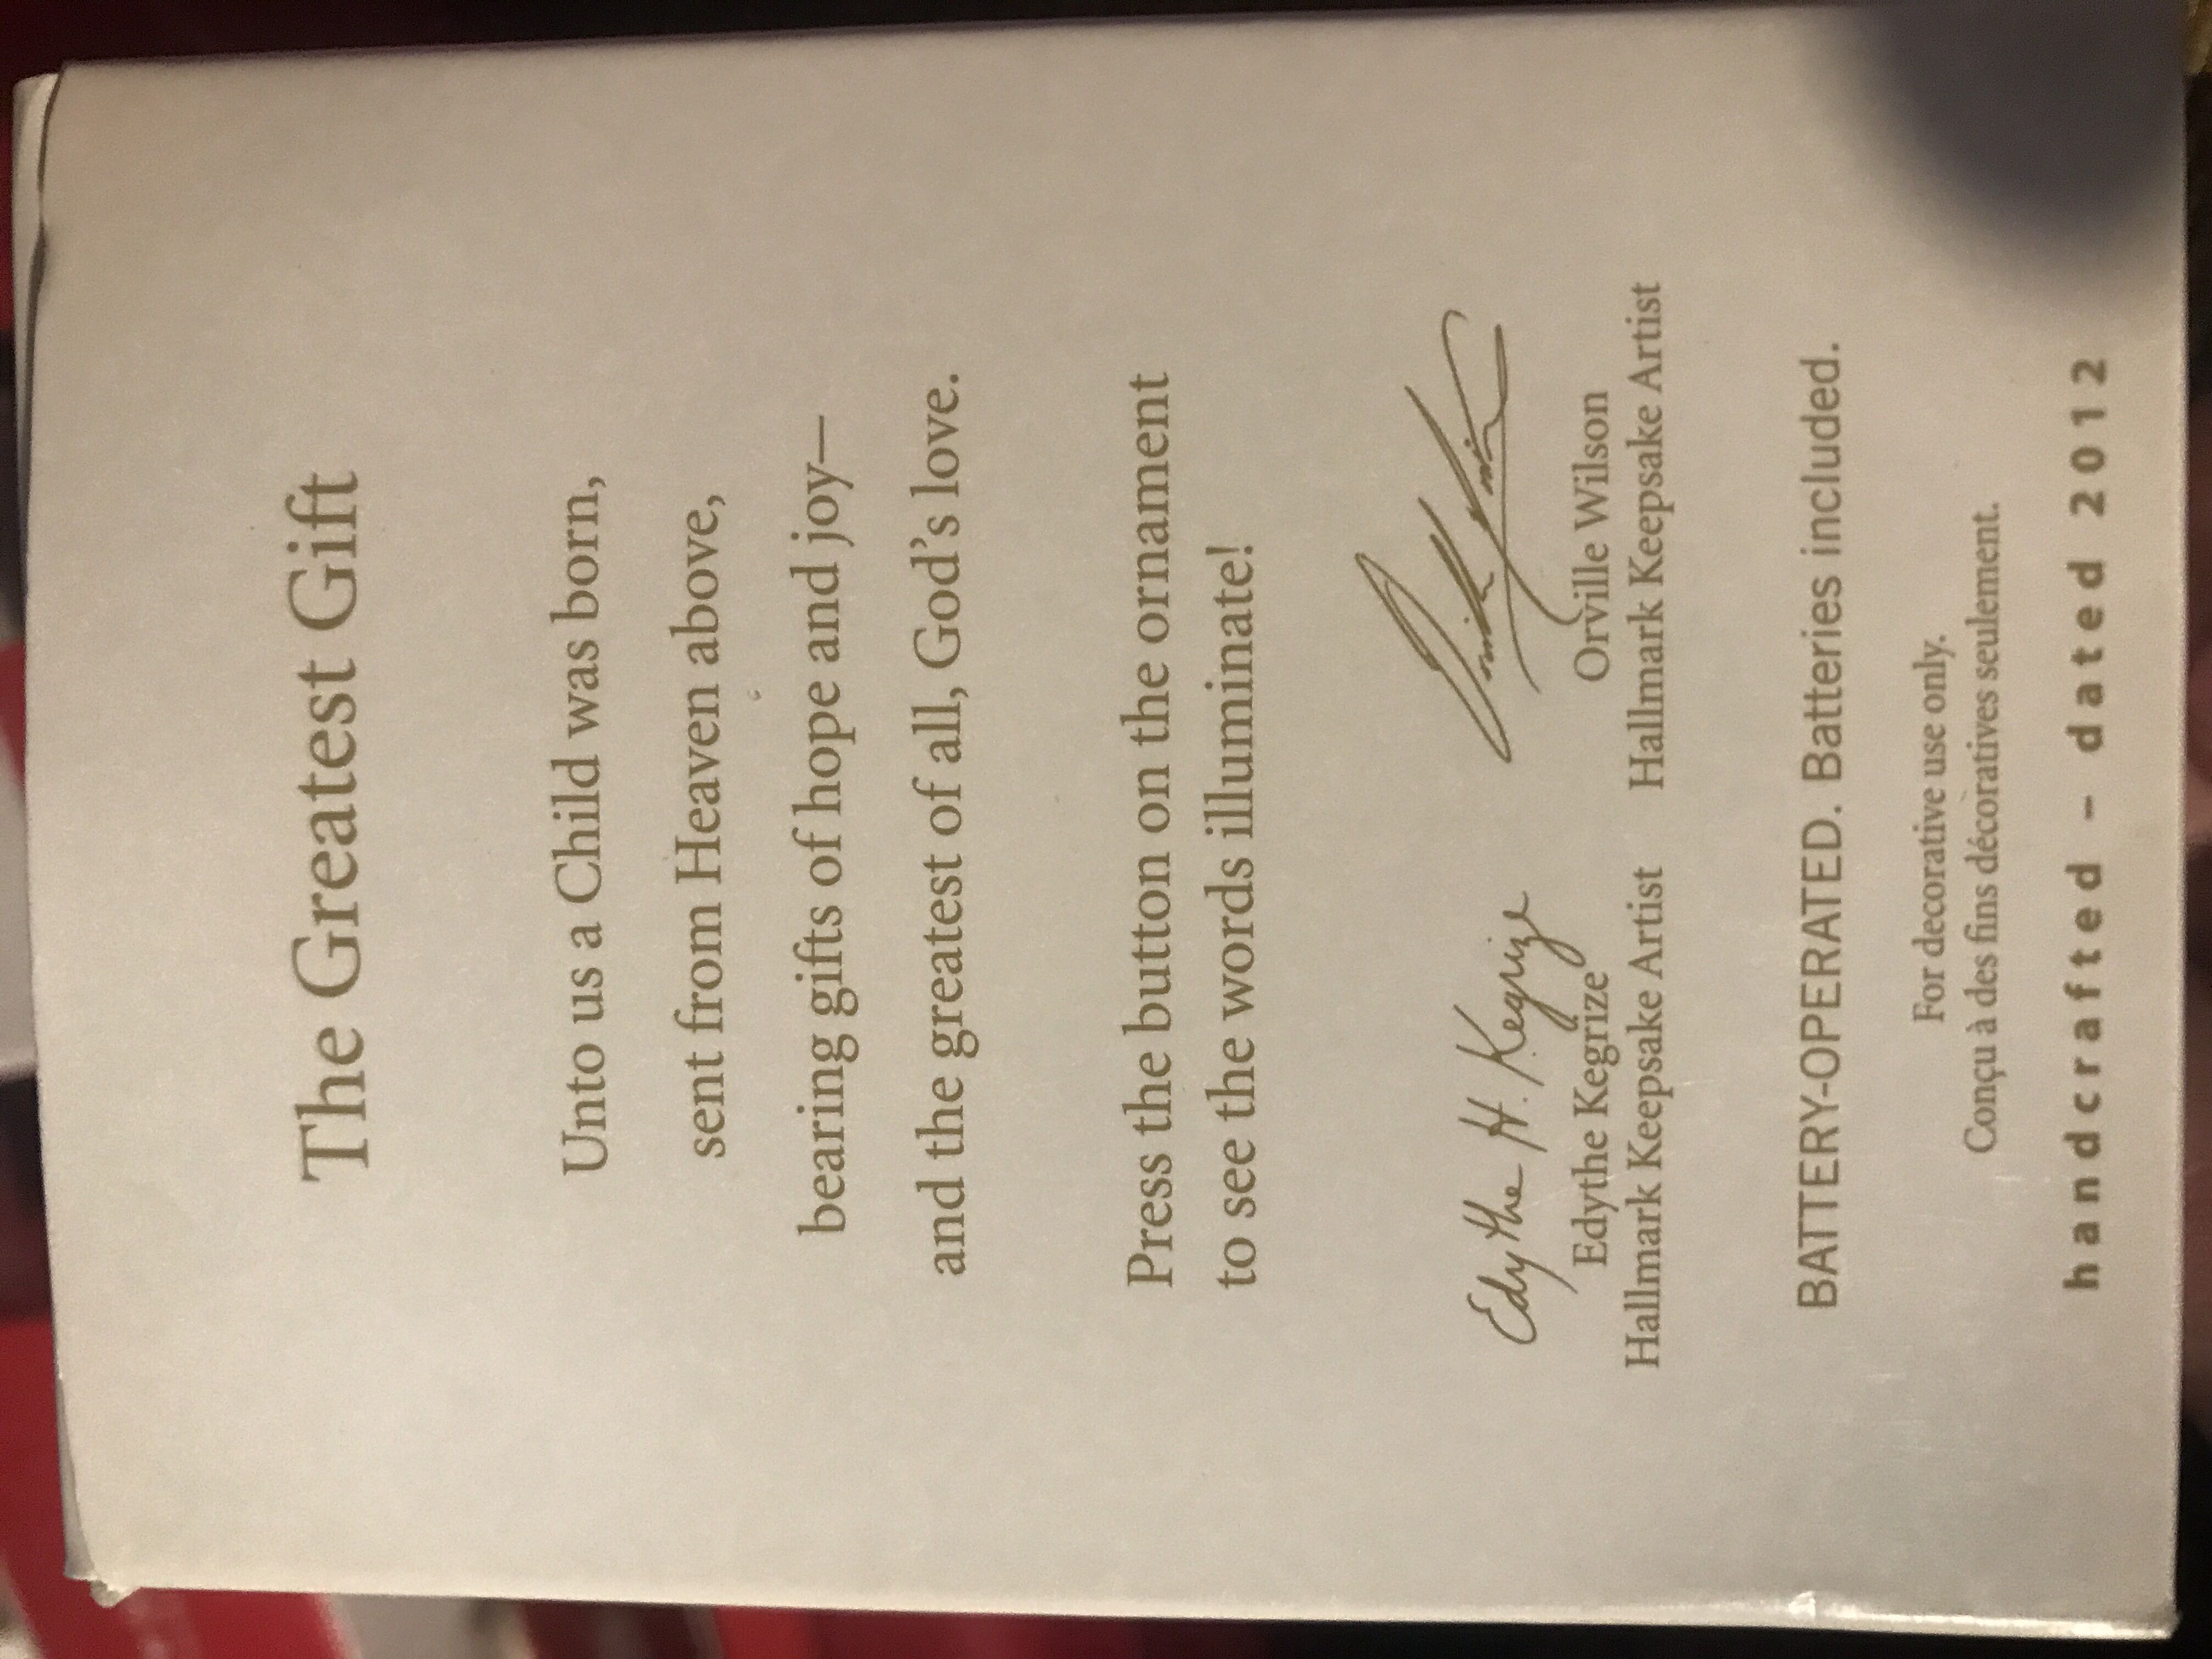 The Greatest Gift
Unto us a Child was born,
sent from Heaven above,
bearing gifts of hope and joy—
and the greatest of all, God's love.
Press the button on the ornament
to see the words illuminate!
Edythe H. Kegrize
Edythe Kegrize
Hallmark Keepsake Artist
Orville Wilson
Hallmark Keepsake Artist
BATTERY-OPERATED. Batteries included.
For decorative use only.
Conçu à des fins décoratives seulement.
handcrafted – dated 2012